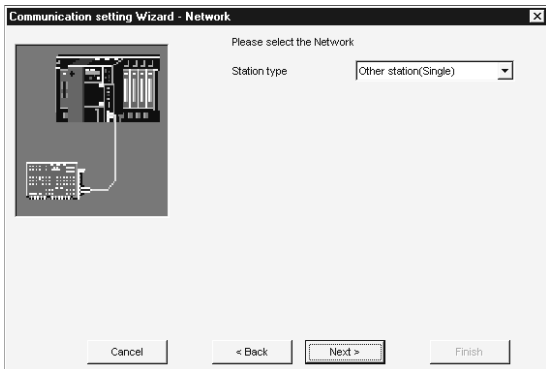 Communication setting Wizard - Network
Please select the Network
Station type Other station(Single)
Cancel < Back Next > Finish